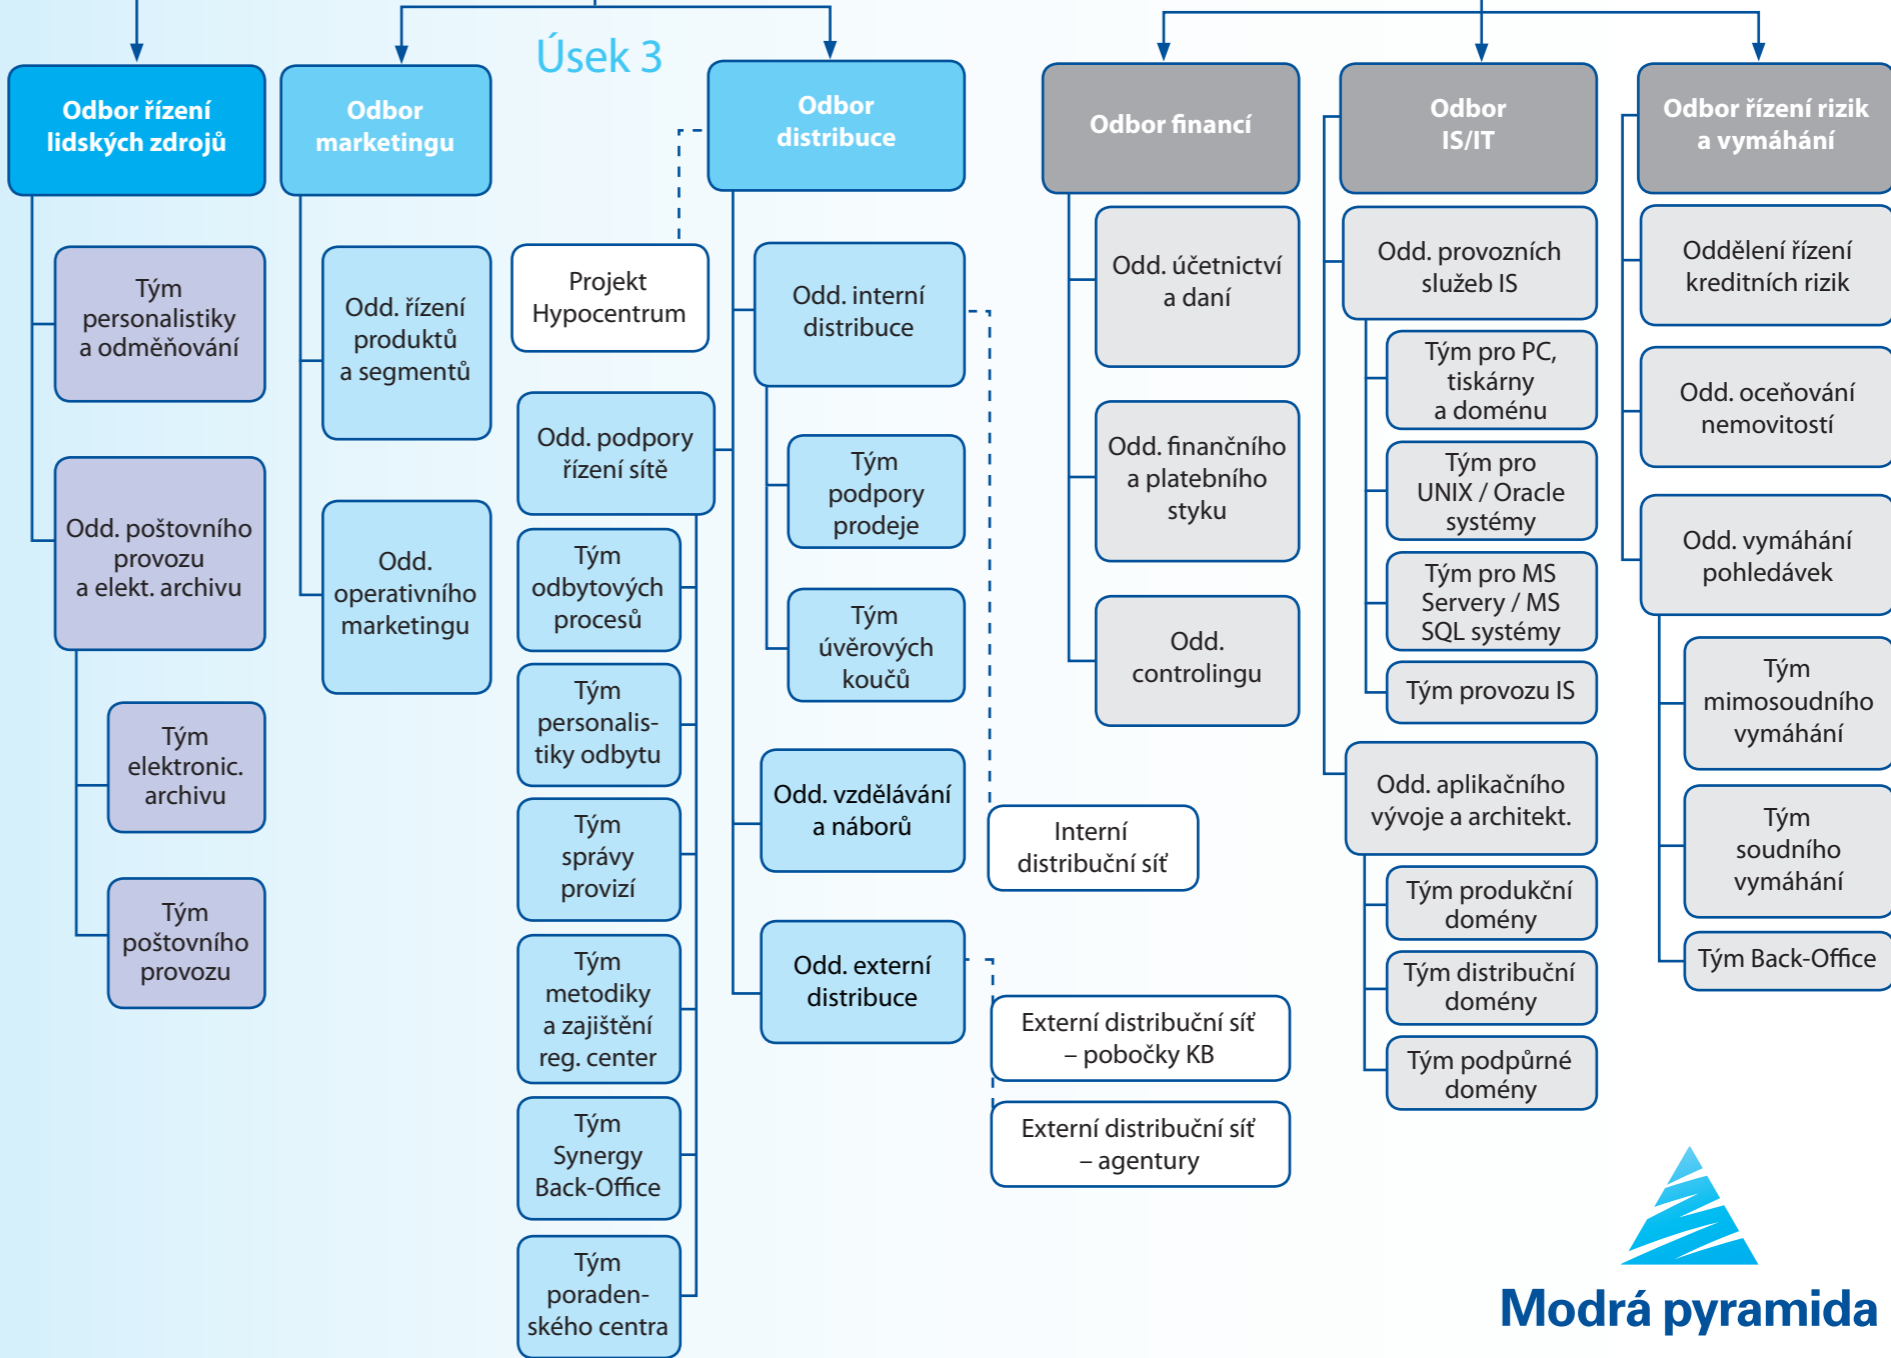 Úsek 3
Odbor řízení
lidských zdrojů
Tým
personalistiky
a odměňování
Odd. poštovního
provozu
a elekt. archivu
Tým
elektronic.
archivu
Tým
poštovního
provozu
Odbor
marketingu
Odd. řízení
produktů
a segmentů
Odd.
operativního
marketingu
Odbor
distribuce
Projekt
Hypocentrum
Odd. podpory
řízení sítě
Tým
odbytových
procesů
Tým
personalis-
tiky odbytu
Tým
správy
provizí
Tým
metodiky
a zajištění
reg. center
Tým
Synergy
Back-Office
Tým
poraden-
ského centra
Odd. interní
distribuce
Tým
podpory
prodeje
Tým
úvěrových
koučů
Odd. vzdělávání
a náborů
Odd. externí
distribuce
Interní
distribuční síť
Externí distribuční síť
– pobočky KB
Externí distribuční síť
– agentury
Odbor financí
Odd. účetnictví
a daní
Odd. finančního
a platebního
styku
Odd.
controlingu
Odbor
IS/IT
Odd. provozních
služeb IS
Tým pro PC,
tiskárny
a doménu
Tým pro
UNIX / Oracle
systémy
Tým pro MS
Servery / MS
SQL systémy
Tým provozu IS
Odd. aplikačního
vývoje a architekt.
Tým produkční
domény
Tým distribuční
domény
Tým podpůrné
domény
Odbor řízení rizik
a vymáhání
Oddělení řízení
kreditních rizik
Odd. oceňování
nemovitostí
Odd. vymáhání
pohledávek
Tým
mimosoudního
vymáhání
Tým
soudního
vymáhání
Tým Back-Office
Modrá pyramida